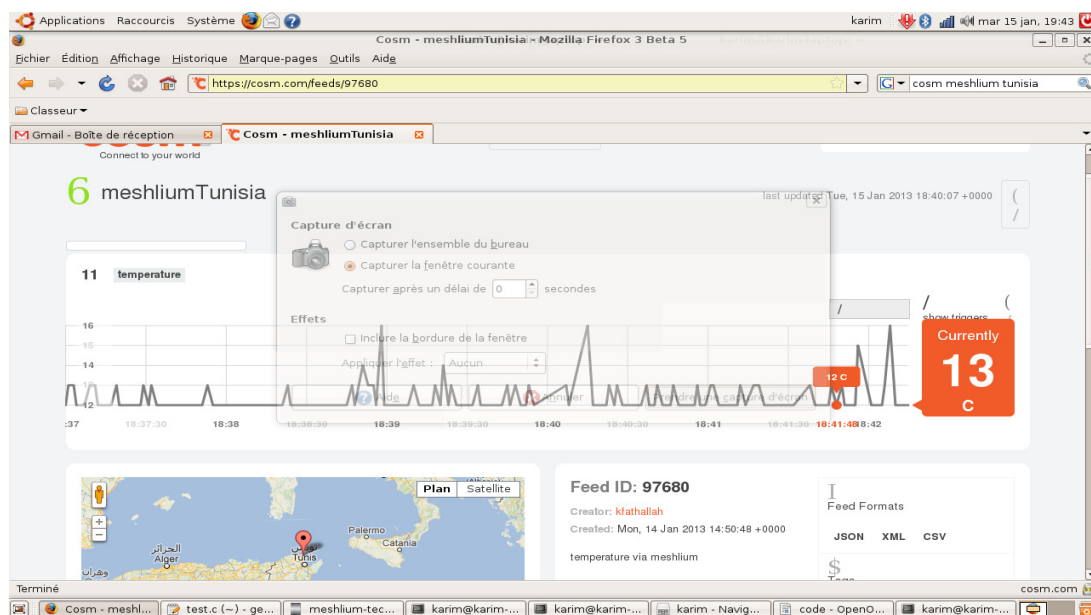 Applications Raccourcis Système karim mar 15 jan, 19:43
Cosm - meshliumTunisia - Mozilla Firefox 3 Beta 5
Fichier Édition Affichage Historique Marque-pages Outils Aide
https://cosm.com/feeds/97680 G cosm meshlium tunisia
Classeur
Gmail - Boîte de réception Cosm - meshliumTunisia
Connect to your world
6 meshliumTunisia last updated Tue, 15 Jan 2013 18:40:07 +0000 (
/
Capture d'écran
Capturer l'ensemble du bureau
Capturer la fenêtre courante
Capturer après un délai de 0 secondes
Effets
Inclure la bordure de la fenêtre
Appliquer l'effet : Aucun
Aide Annuler Prendre une capture d'écran
11 temperature
/ / (
show triggers
16
15
14
13
12
12 C
Currently
13
C
:37 18:37:30 18:38 18:38:30 18:39 18:39:30 18:40 18:40:30 18:41 18:41:30 18:41:48 18:42
Plan Satellite
Palermo
Catania
الجزائر
Alger
تونس
Tunis
وهران
Feed ID: 97680
Creator: kfathallah
Created: Mon, 14 Jan 2013 14:50:48 +0000
temperature via meshlium
I
Feed Formats
JSON XML CSV
$
Tags
Terminé cosm.com
Cosm - meshl... test.c (~) - ge... meshlium-tec... karim@karim-... karim@karim-... karim - Navig... code - OpenO... karim@karim-...